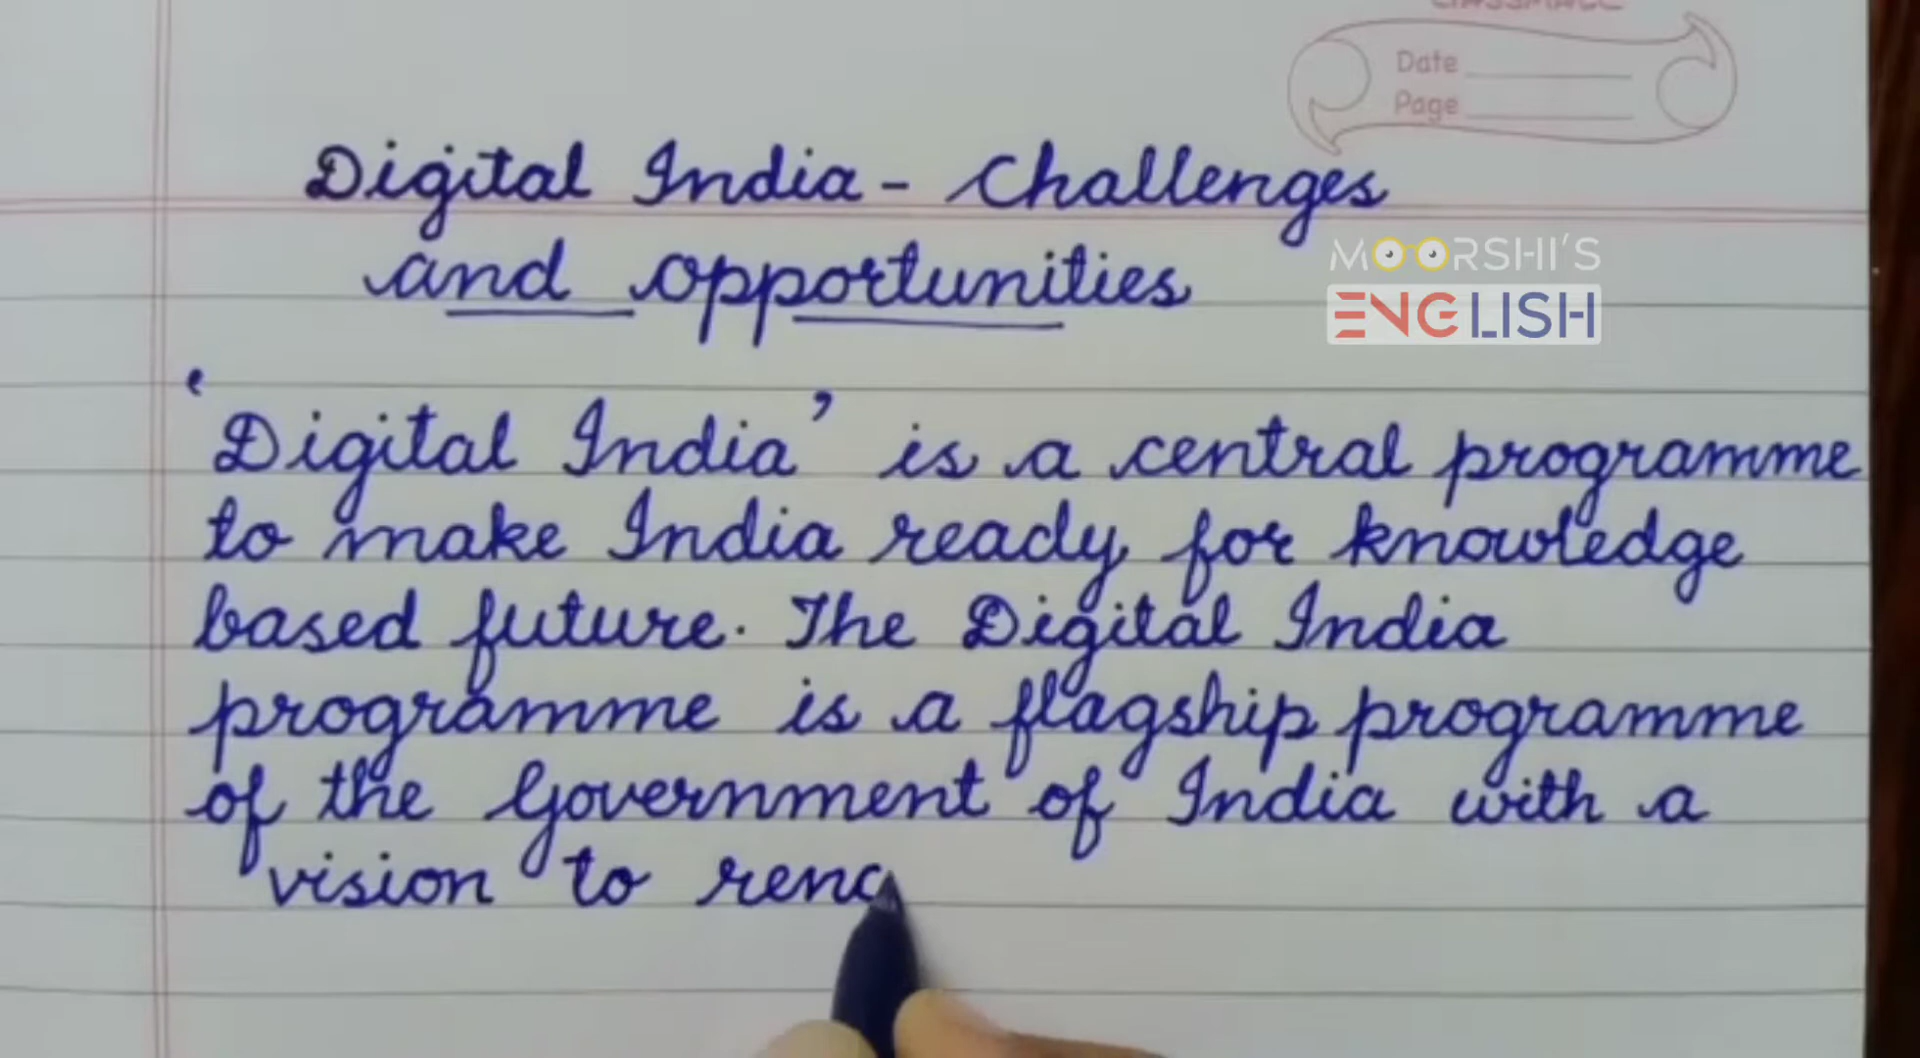 CLASSMATE
Date
Page
Digital India - Challenges
and opportunities
MOORSHI'S
ENGLISH
'Digital India' is a central programme
to make India ready for knowledge
based future. The Digital India
programme is a flagship programme
of the Government of India with a
vision to